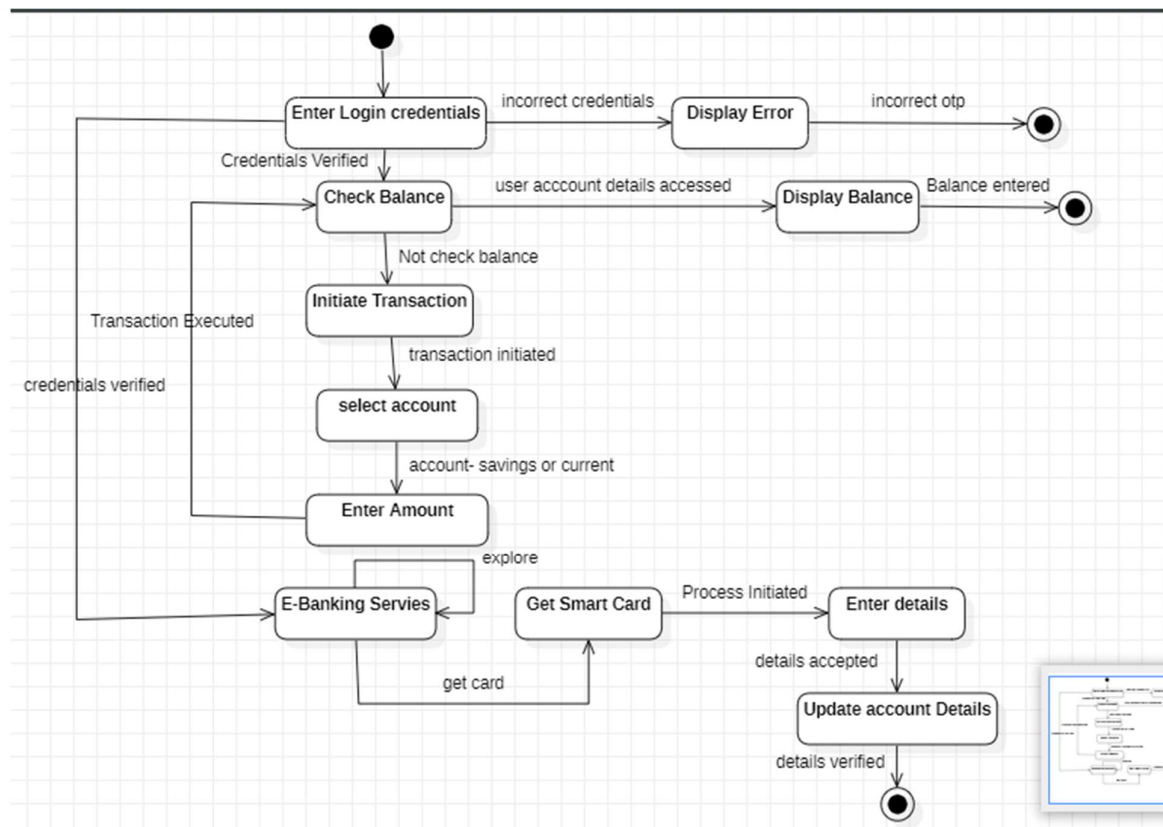 incorrect credentials
incorrect otp
Enter Login credentials
Display Error
Credentials Verified
user acccount details accessed
Balance entered
Check Balance
Display Balance
Not check balance
Initiate Transaction
Transaction Executed
transaction initiated
credentials verified
select account
account- savings or current
Enter Amount
explore
E-Banking Servies
Get Smart Card
Process Initiated
Enter details
details accepted
get card
Update account Details
details verified